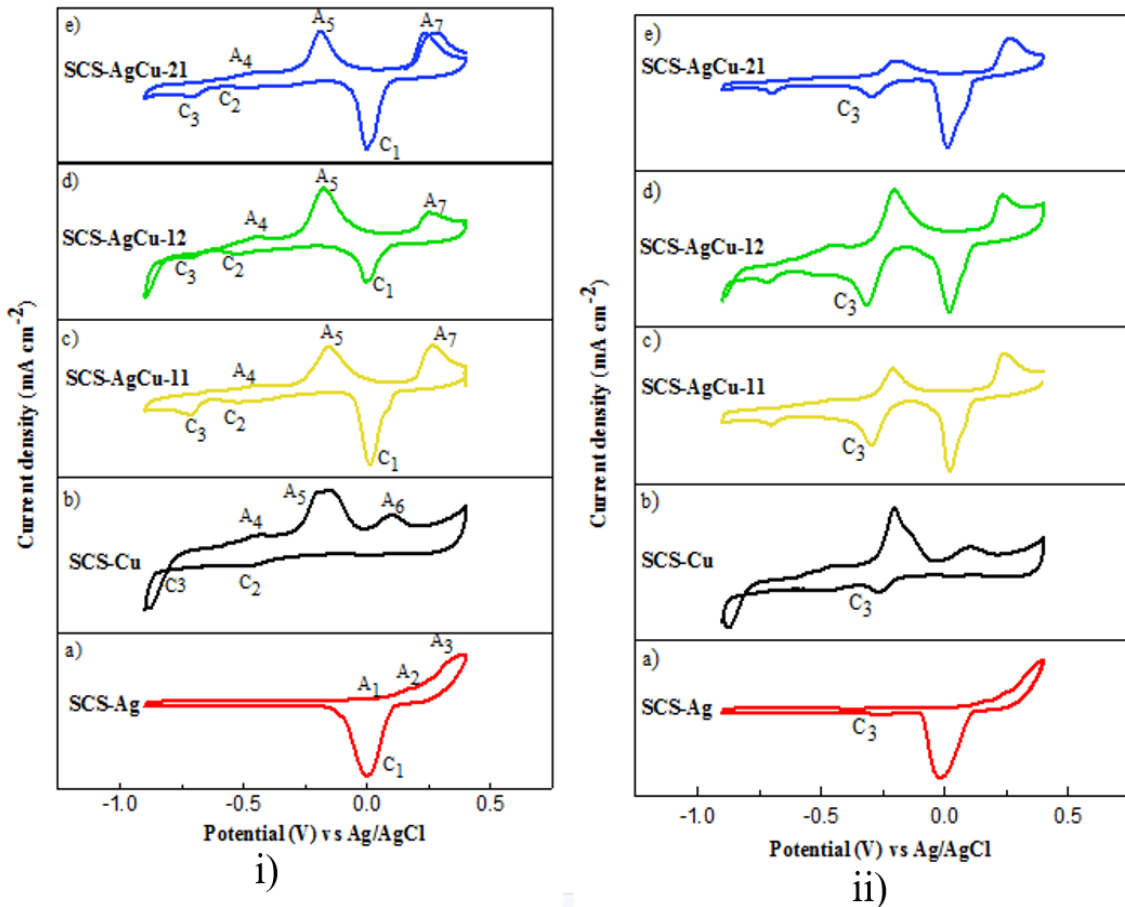 e)
A5
A7
SCS-AgCu-21
A4
C3
C2
C1
d)
A5
A7
A4
SCS-AgCu-12
C3
C2
C1
c)
A5
A7
SCS-AgCu-11
A4
C3
C2
C1
b)
A5
A6
A4
SCS-Cu
C3
C2
a)
A3
A2
A1
SCS-Ag
C1
Current density (mA cm-2)
-1.0 -0.5 0.0 0.5
Potential (V) vs Ag/AgCl
i)
e)
SCS-AgCu-21
C3
d)
SCS-AgCu-12
C3
c)
SCS-AgCu-11
C3
b)
SCS-Cu
C3
a)
SCS-Ag
C3
Current density (mA cm-2)
-1.0 -0.5 0.0 0.5
Potential (V) vs Ag/AgCl
ii)